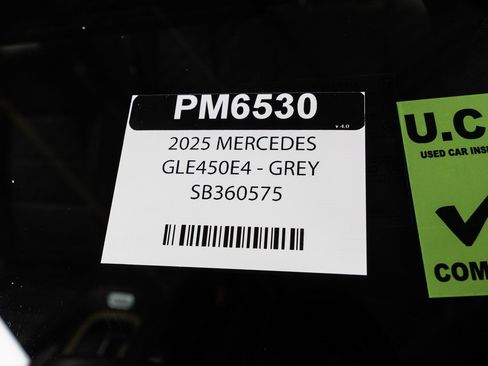 PM6530
v 4.0
2025 MERCEDES
GLE450E4 - GREY
SB360575
U.C
USED CAR INS
COM